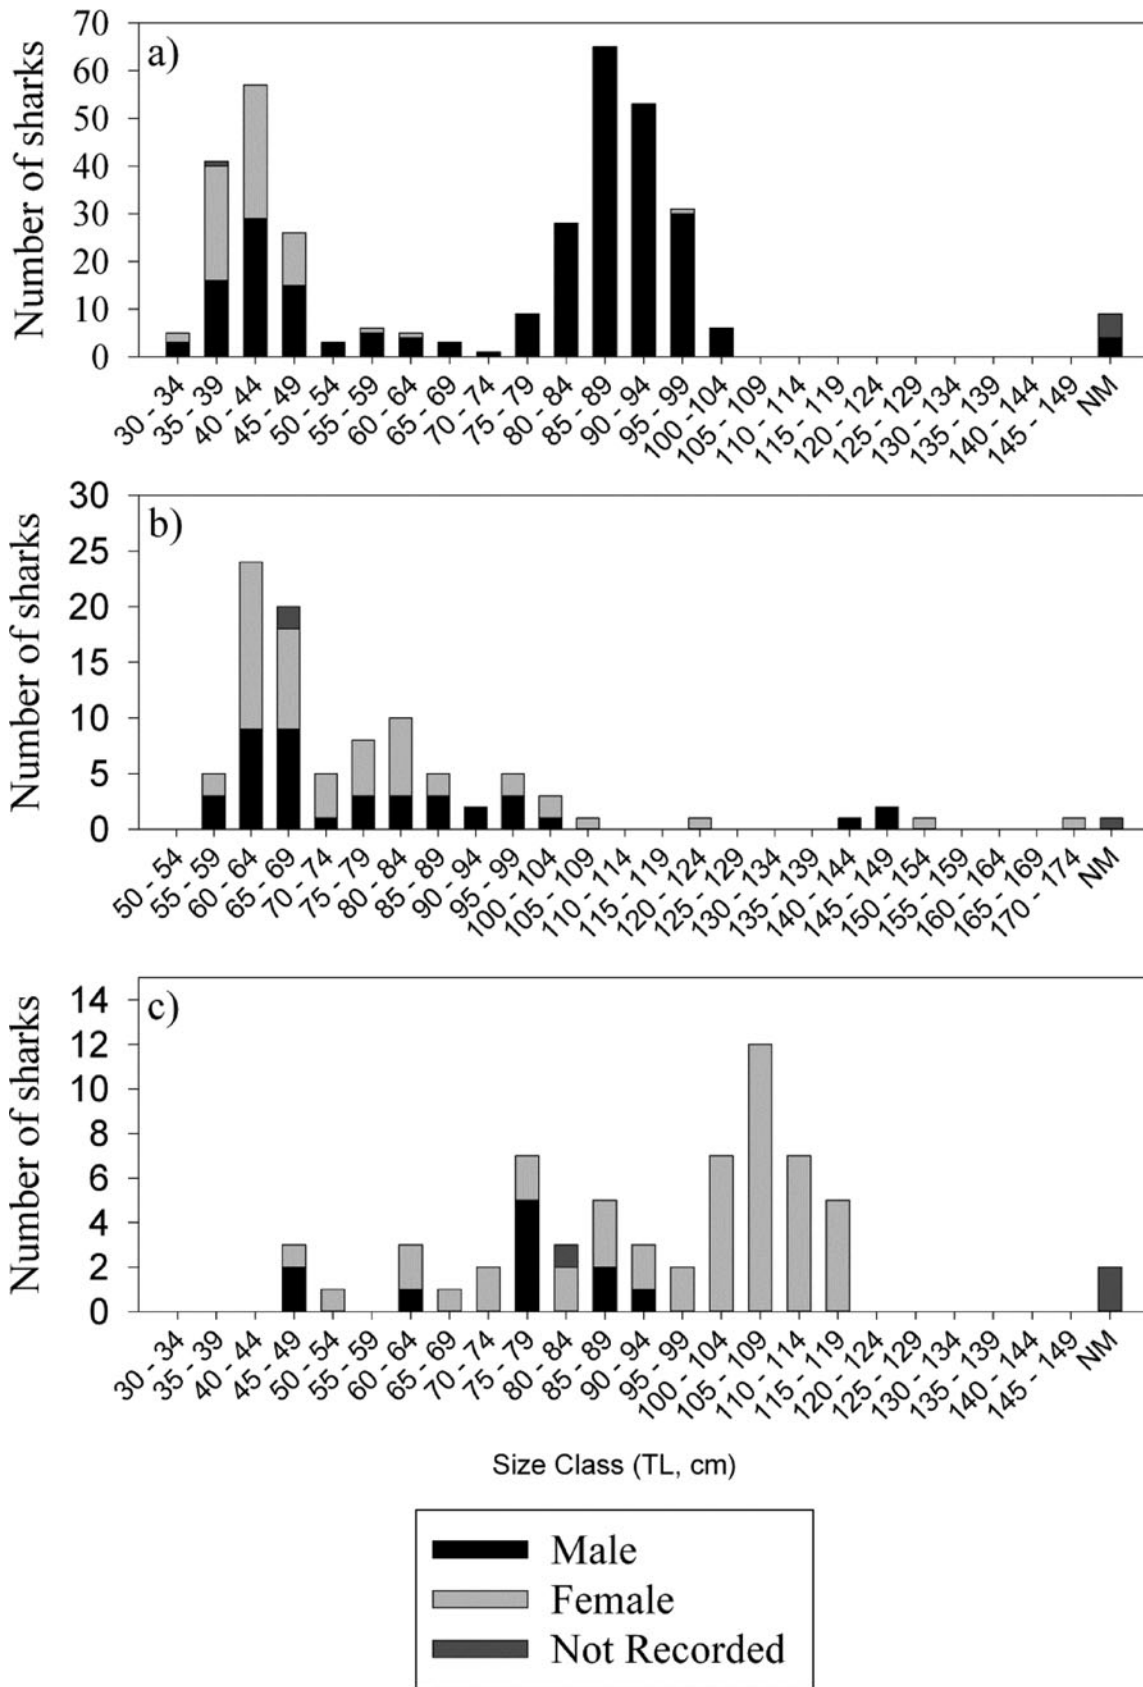 a)
Number of sharks
70
60
50
40
30
20
10
0
30 - 34
35 - 39
40 - 44
45 - 49
50 - 54
55 - 59
60 - 64
65 - 69
70 - 74
75 - 79
80 - 84
85 - 89
90 - 94
95 - 99
100 - 104
105 - 109
110 - 114
115 - 119
120 - 124
125 - 129
130 - 134
135 - 139
140 - 144
145 - 149
NM
b)
Number of sharks
30
25
20
15
10
5
0
50 - 54
55 - 59
60 - 64
65 - 69
70 - 74
75 - 79
80 - 84
85 - 89
90 - 94
95 - 99
100 - 104
105 - 109
110 - 114
115 - 119
120 - 124
125 - 129
130 - 134
135 - 139
140 - 144
145 - 149
150 - 154
155 - 159
160 - 164
165 - 169
170 - 174
NM
c)
Number of sharks
14
12
10
8
6
4
2
0
30 - 34
35 - 39
40 - 44
45 - 49
50 - 54
55 - 59
60 - 64
65 - 69
70 - 74
75 - 79
80 - 84
85 - 89
90 - 94
95 - 99
100 - 104
105 - 109
110 - 114
115 - 119
120 - 124
125 - 129
130 - 134
135 - 139
140 - 144
145 - 149
NM
Size Class (TL, cm)
Male
Female
Not Recorded